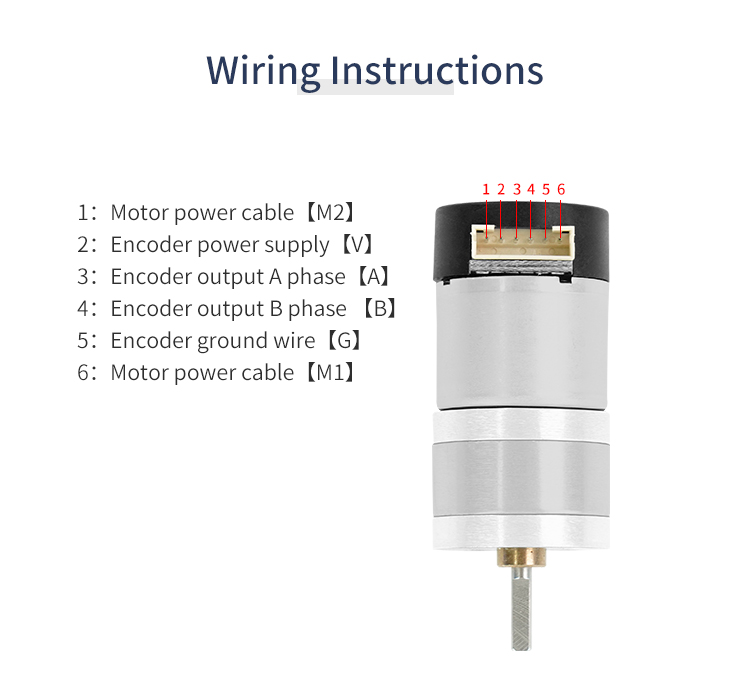 Wiring Instructions
1 2 3 4 5 6
1：Motor power cable【M2】
2：Encoder power supply【V】
3：Encoder output A phase【A】
4：Encoder output B phase 【B】
5：Encoder ground wire【G】
6：Motor power cable【M1】